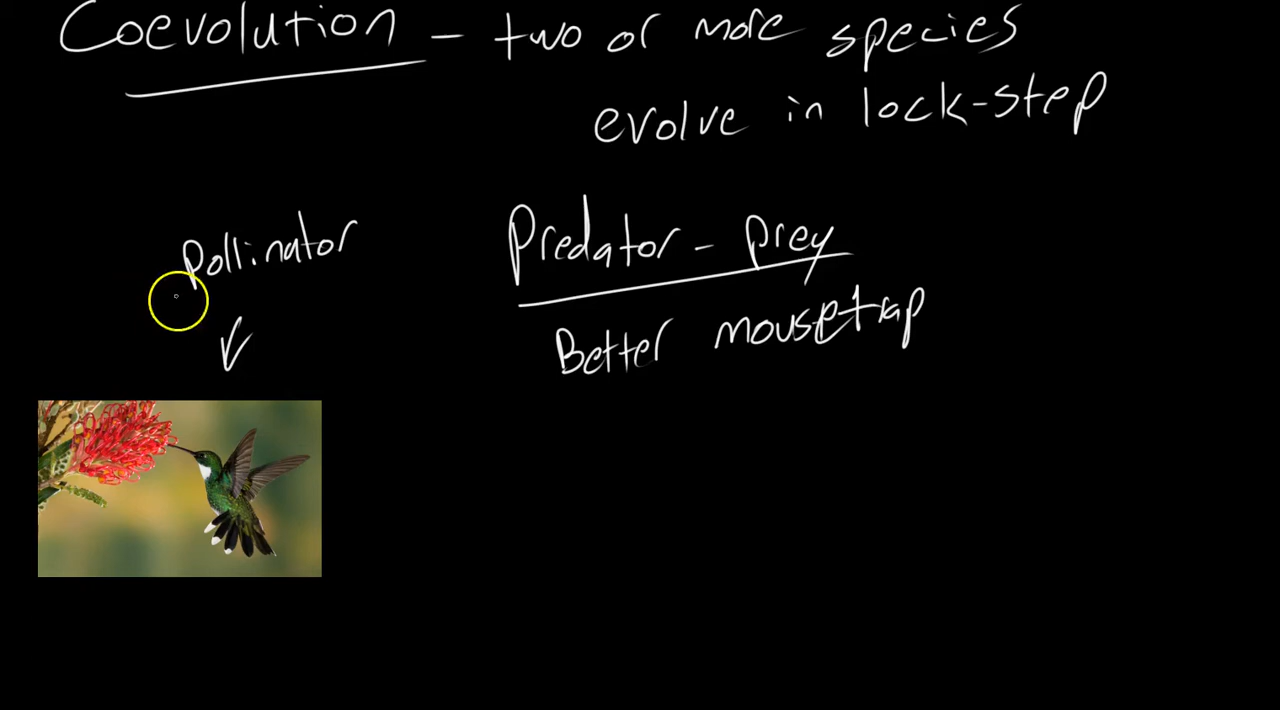 Coevolution - two or more species
evolve in lock-step
pollinator
Predator - prey
Better mousetrap